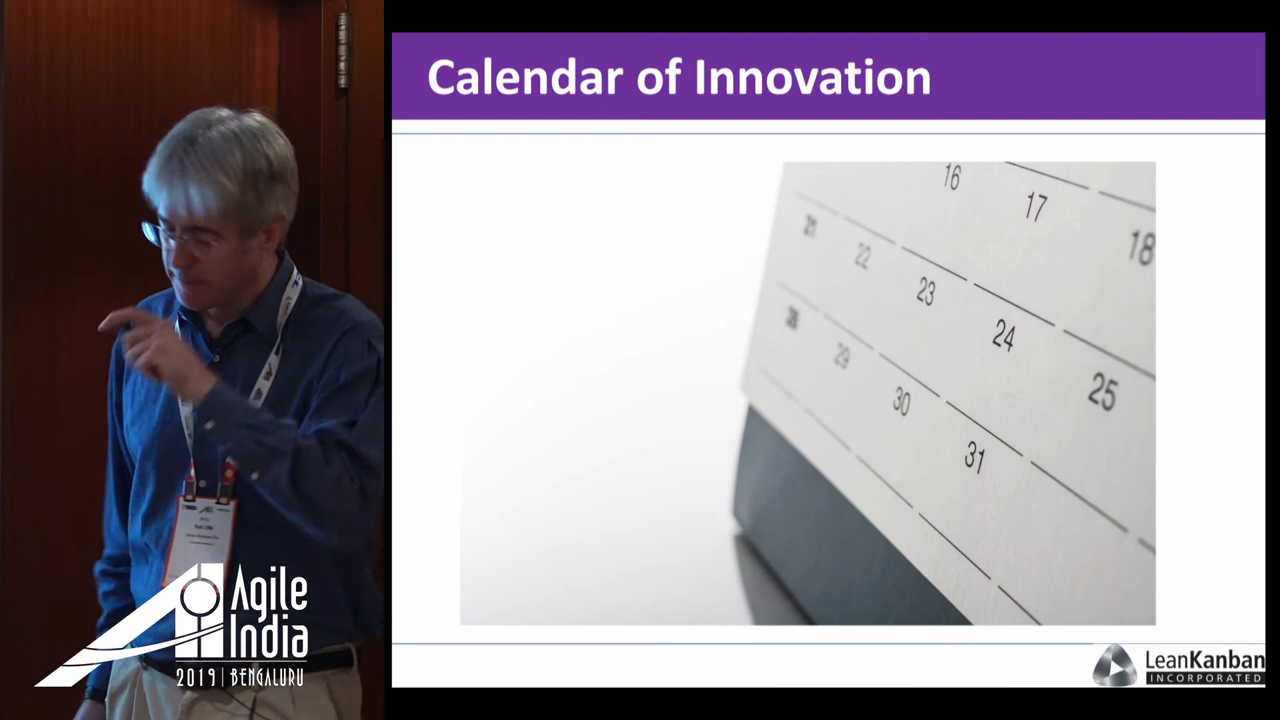 Calendar of Innovation
16
17
18
21
22
23
24
25
28
29
30
31
Agile
India
2019 | BENGALURU
LeanKanban
INCORPORATED